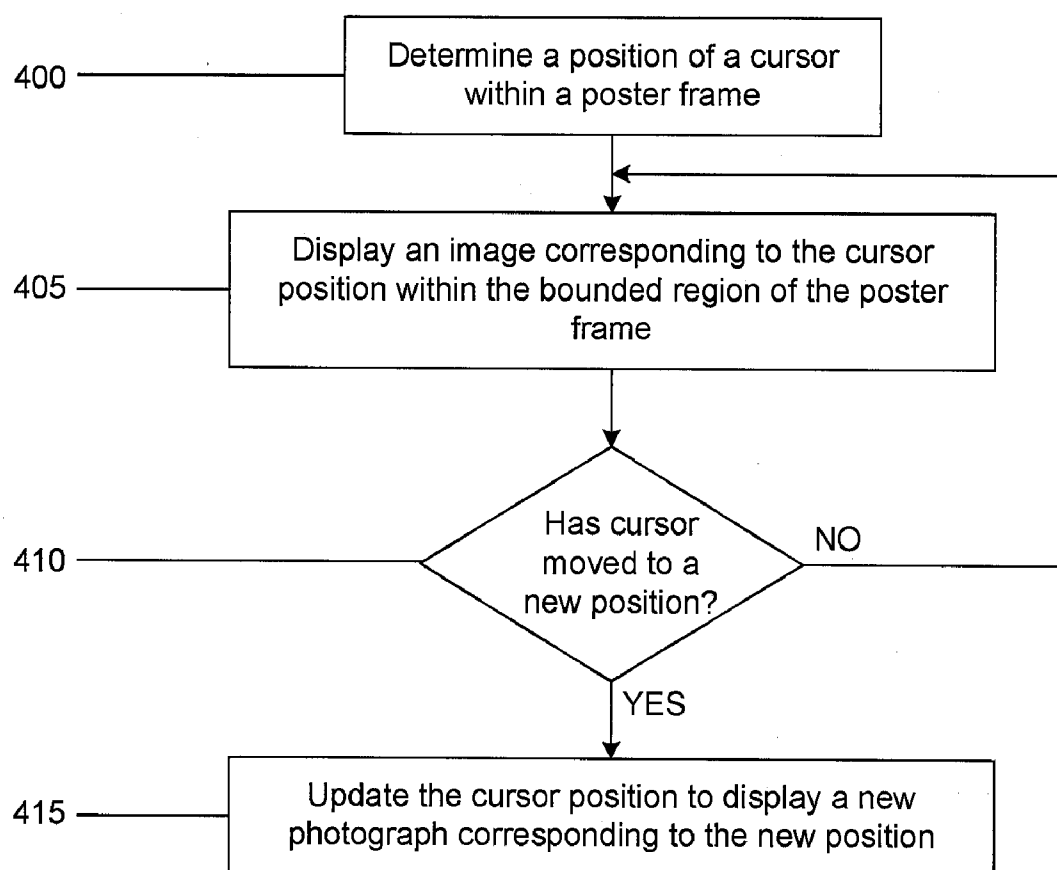 400
Determine a position of a cursor
within a poster frame
405
Display an image corresponding to the cursor
position within the bounded region of the poster
frame
410
Has cursor
moved to a
new position?
NO
YES
415
Update the cursor position to display a new
photograph corresponding to the new position